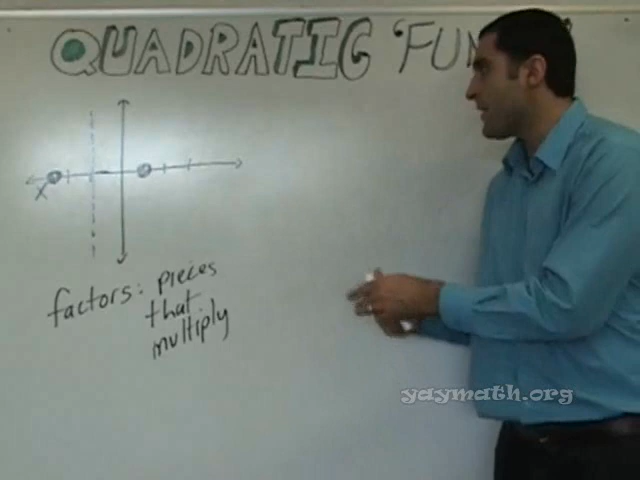 QUADRATIC 'FUN
X
factors: pieces
that
multiply
yaymath.org